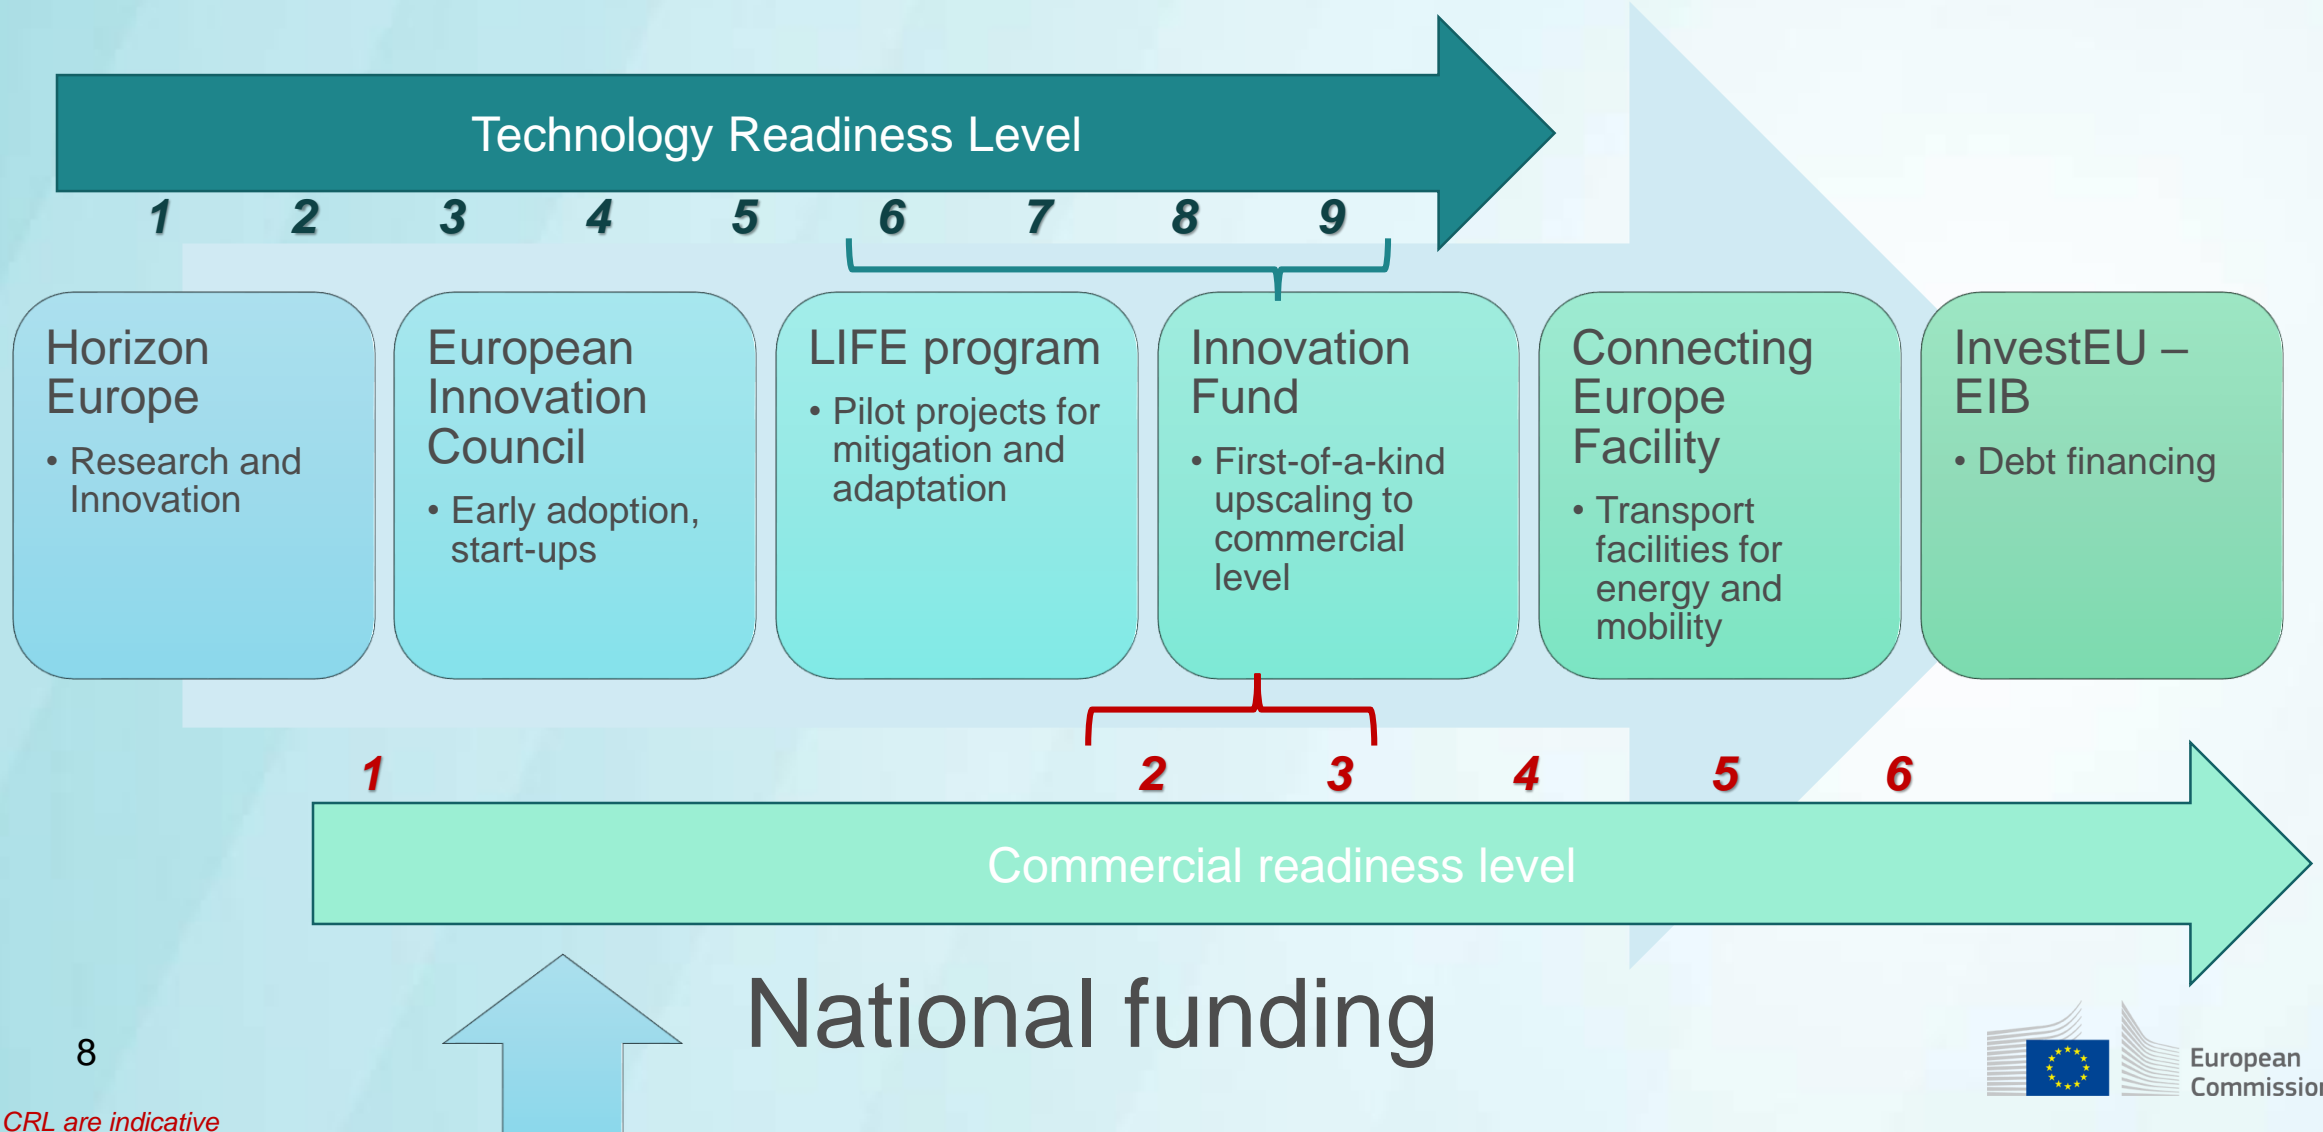 Technology Readiness Level
1 2 3 4 5 6 7 8 9
Horizon
Europe
• Research and
Innovation
European
Innovation
Council
• Early adoption,
start-ups
LIFE program
• Pilot projects for
mitigation and
adaptation
Innovation
Fund
• First-of-a-kind
upscaling to
commercial
level
Connecting
Europe
Facility
• Transport
facilities for
energy and
mobility
InvestEU –
EIB
• Debt financing
1 2 3 4 5 6
Commercial readiness level
National funding
8
CRL are indicative
European
Commission